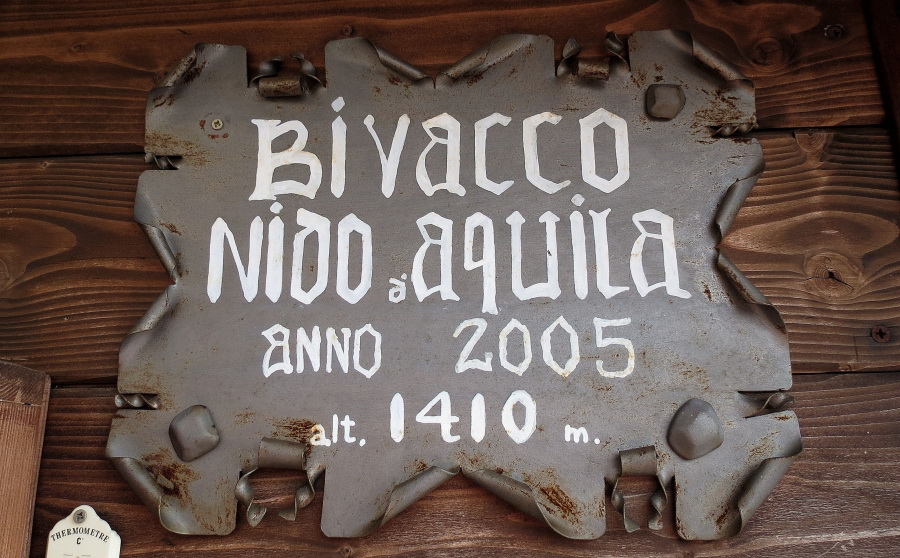 Bivacco
Nido d'aquila
anno 2005
alt. 1410 m.
THERMOMETRE
C°